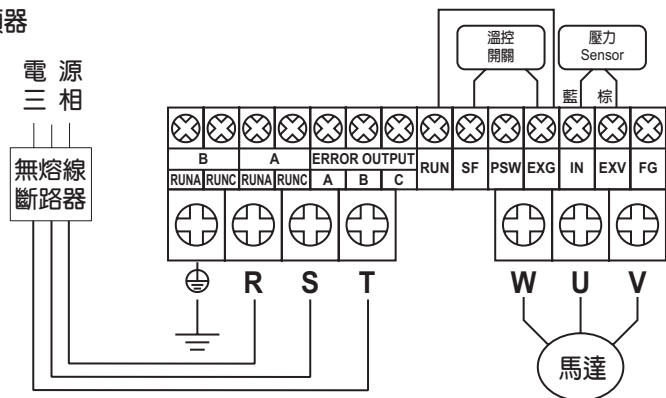 頻器
電 源
三 相
無熔線
斷路器
溫控
開關
壓力
Sensor
藍 棕
B A ERROR OUTPUT
RUNA RUNC RUNA RUNC A B C
RUN SF PSW EXG IN EXV FG
R S T
W U V
馬達